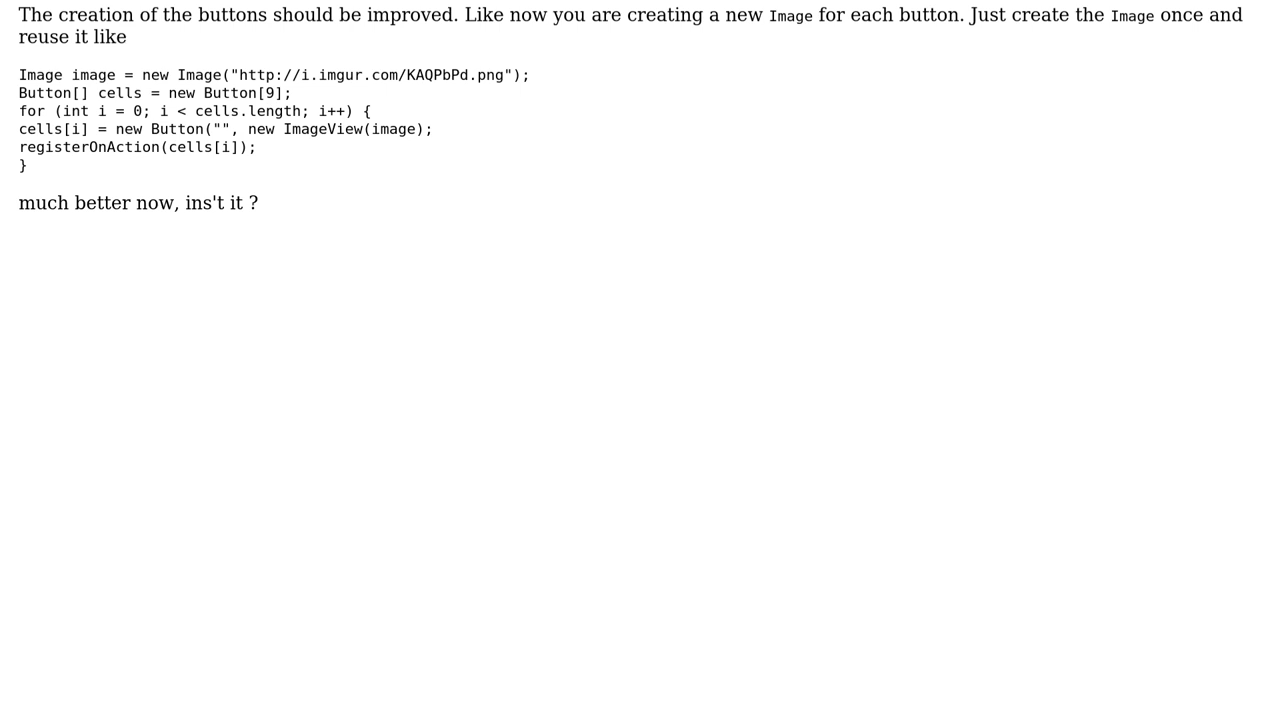 The creation of the buttons should be improved. Like now you are creating a new Image for each button. Just create the Image once and
reuse it like
Image image = new Image("http://i.imgur.com/KAQPbPd.png");
Button[] cells = new Button[9];
for (int i = 0; i < cells.length; i++) {
cells[i] = new Button("", new ImageView(image);
registerOnAction(cells[i]);
}
much better now, ins't it ?